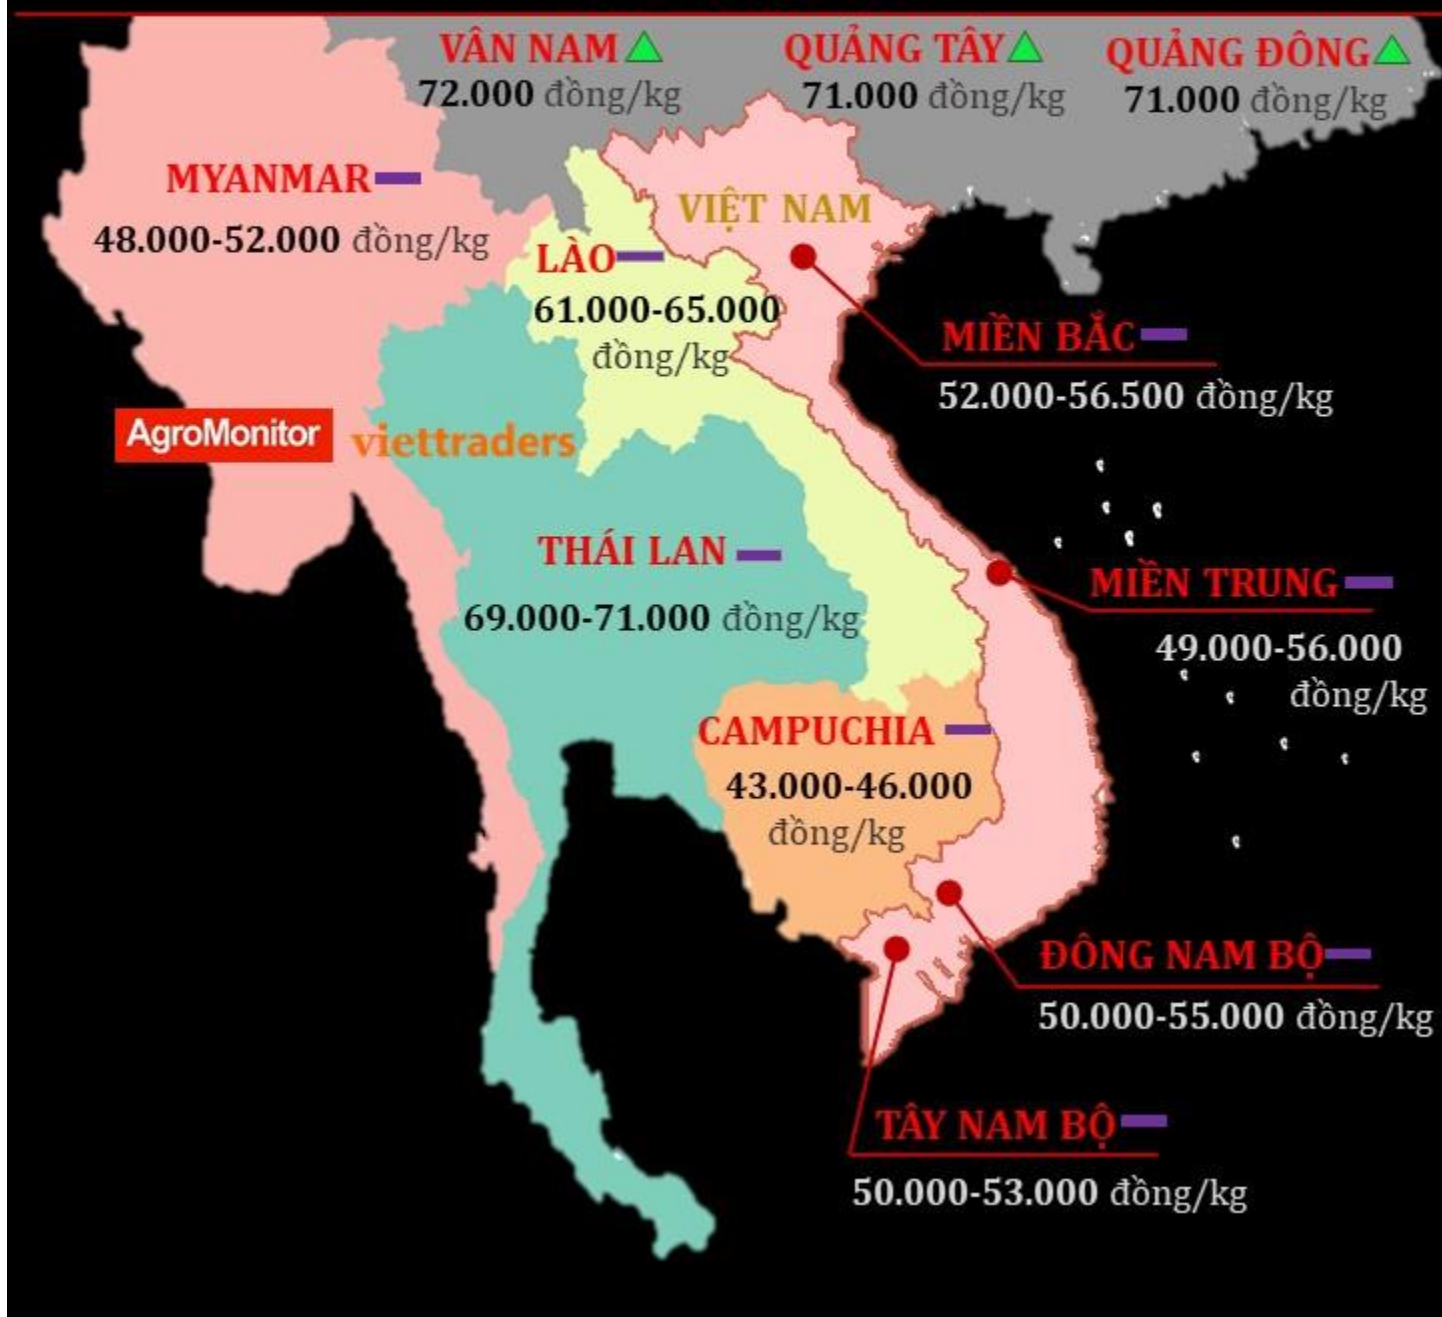 VÂN NAM
72.000 đồng/kg
QUẢNG TÂY
71.000 đồng/kg
QUẢNG ĐÔNG
71.000 đồng/kg
MYANMAR
48.000-52.000 đồng/kg
VIỆT NAM
LÀO
61.000-65.000
đồng/kg
MIỀN BẮC
52.000-56.500 đồng/kg
AgroMonitor
viettraders
THÁI LAN
69.000-71.000 đồng/kg
MIỀN TRUNG
49.000-56.000
đồng/kg
CAMPUCHIA
43.000-46.000
đồng/kg
ĐÔNG NAM BỘ
50.000-55.000 đồng/kg
TÂY NAM BỘ
50.000-53.000 đồng/kg